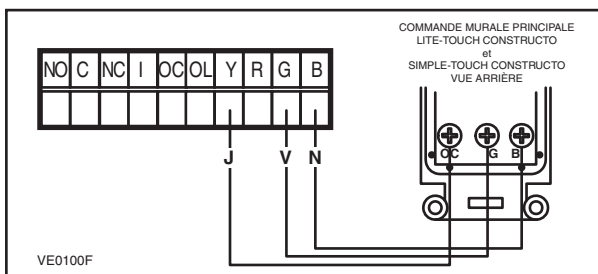 COMMANDE MURALE PRINCIPALE
LITE-TOUCH CONSTRUCTO
et
SIMPLE-TOUCH CONSTRUCTO
VUE ARRIÈRE
NO C NC I OC OL Y R G B
OC G B
J V N
VE0100F